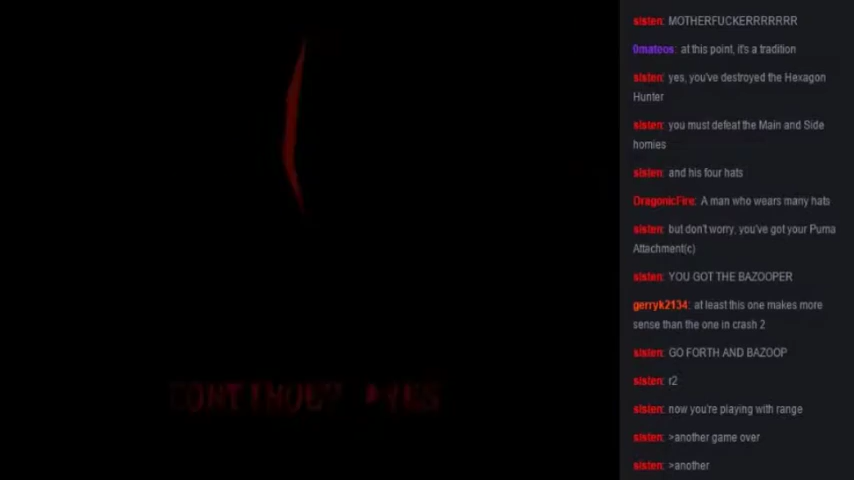 sisten: MOTHERFUCKERRRRRRR
0mateos: at this point, it's a tradition
sisten: yes, you've destroyed the Hexagon
Hunter
sisten: you must defeat the Main and Side
homies
sisten: and his four hats
DragonicFire: A man who wears many hats
sisten: but don't worry, you've got your Puma
Attachment(c)
sisten: YOU GOT THE BAZOOPER
gerryk2134: at least this one makes more
sense than the one in crash 2
sisten: GO FORTH AND BAZOOP
sisten: r2
sisten: now you're playing with range
sisten: >another game over
sisten: >another
CONTINUE?